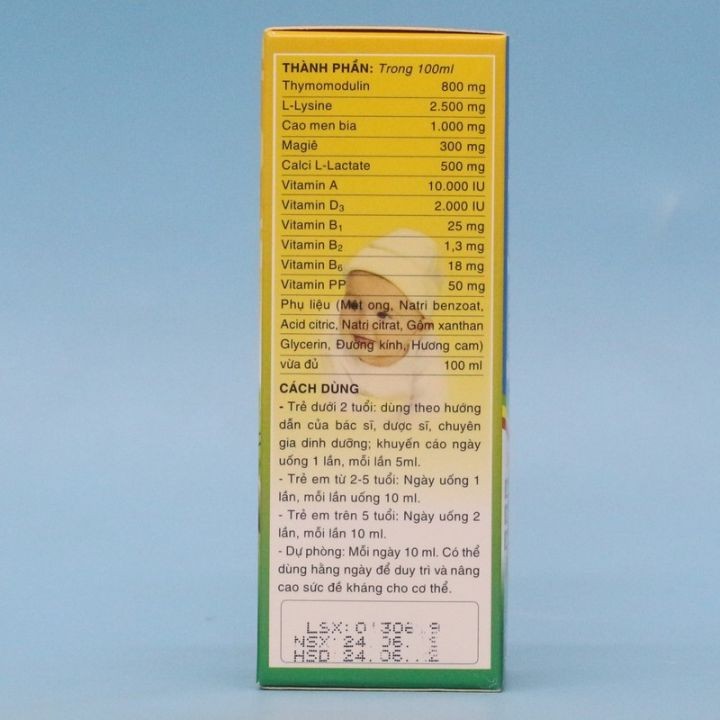 THÀNH PHẦN: Trong 100ml
Thymomodulin 800 mg
L-Lysine 2.500 mg
Cao men bia 1.000 mg
Magiê 300 mg
Calci L-Lactate 500 mg
Vitamin A 10.000 IU
Vitamin D3 2.000 IU
Vitamin B1 25 mg
Vitamin B2 1,3 mg
Vitamin B6 18 mg
Vitamin PP 50 mg
Phụ liệu (Mật ong, Natri benzoat,
Acid citric, Natri citrat, Gôm xanthan
Glycerin, Đường kính, Hương cam)
vừa đủ 100 ml
CÁCH DÙNG
- Trẻ dưới 2 tuổi: dùng theo hướng
dẫn của bác sĩ, dược sĩ, chuyên
gia dinh dưỡng; khuyến cáo ngày
uống 1 lần, mỗi lần 5ml.
- Trẻ em từ 2-5 tuổi: Ngày uống 1
lần, mỗi lần uống 10 ml.
- Trẻ em trên 5 tuổi: Ngày uống 2
lần, mỗi lần 10 ml.
- Dự phòng: Mỗi ngày 10 ml. Có thể
dùng hằng ngày để duy trì và nâng
cao sức đề kháng cho cơ thể.
LSX:
NSX 24.06.
HSD 24.06.